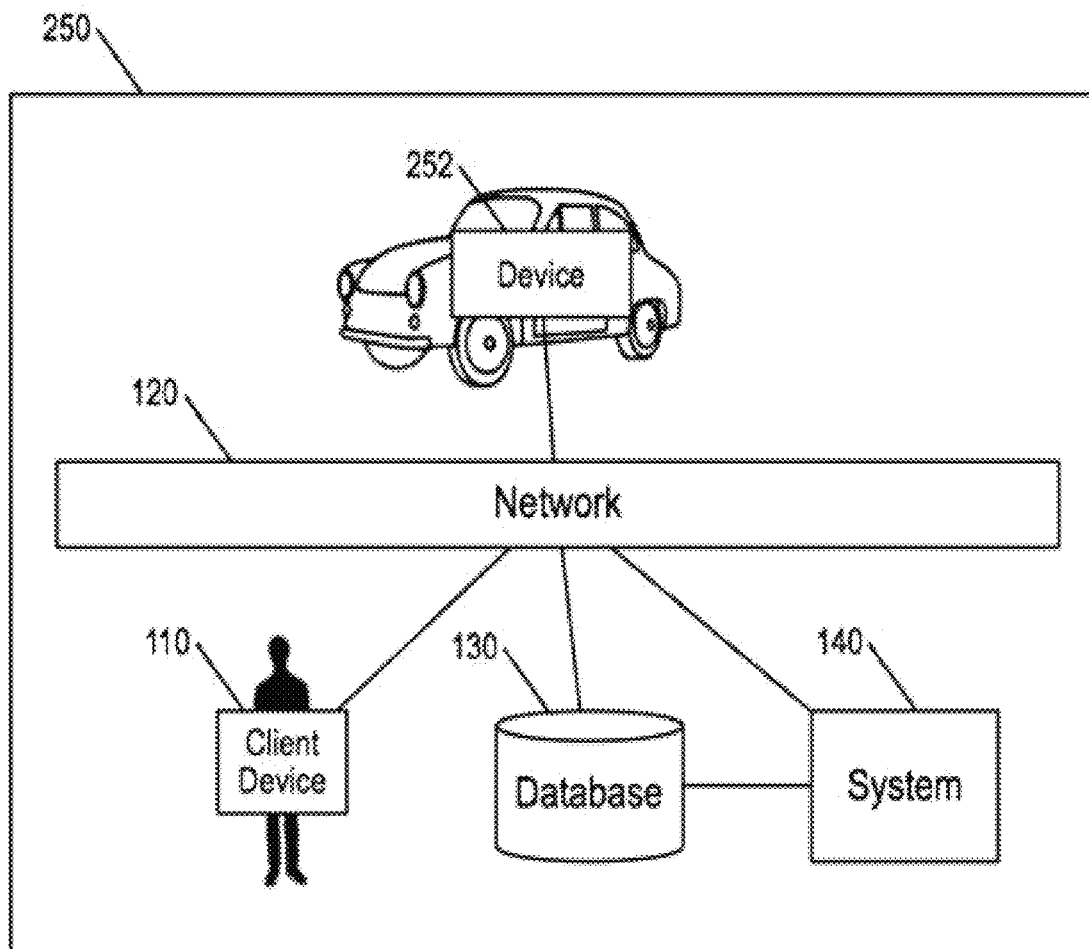 250
252
Device
120
Network
110
130
140
Client
Device
Database
System